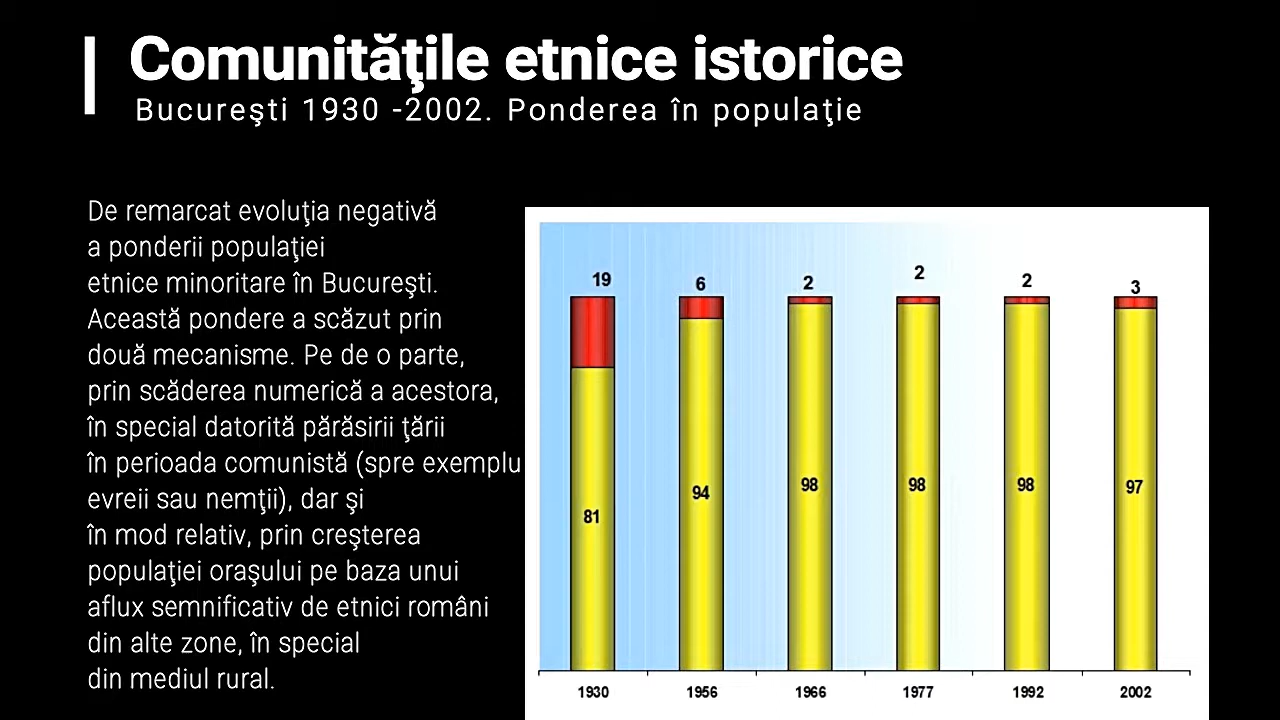 Comunităţile etnice istorice
Bucureşti 1930 -2002. Ponderea în populaţie
De remarcat evoluţia negativă
a ponderii populaţiei
etnice minoritare în Bucureşti.
Această pondere a scăzut prin
două mecanisme. Pe de o parte,
prin scăderea numerică a acestora,
în special datorită părăsirii ţării
în perioada comunistă (spre exemplu
evreii sau nemţii), dar şi
în mod relativ, prin creşterea
populaţiei oraşului pe baza unui
aflux semnificativ de etnici români
din alte zone, în special
din mediul rural.
19 6 2 2 2 3
81 94 98 98 98 97
1930 1956 1966 1977 1992 2002